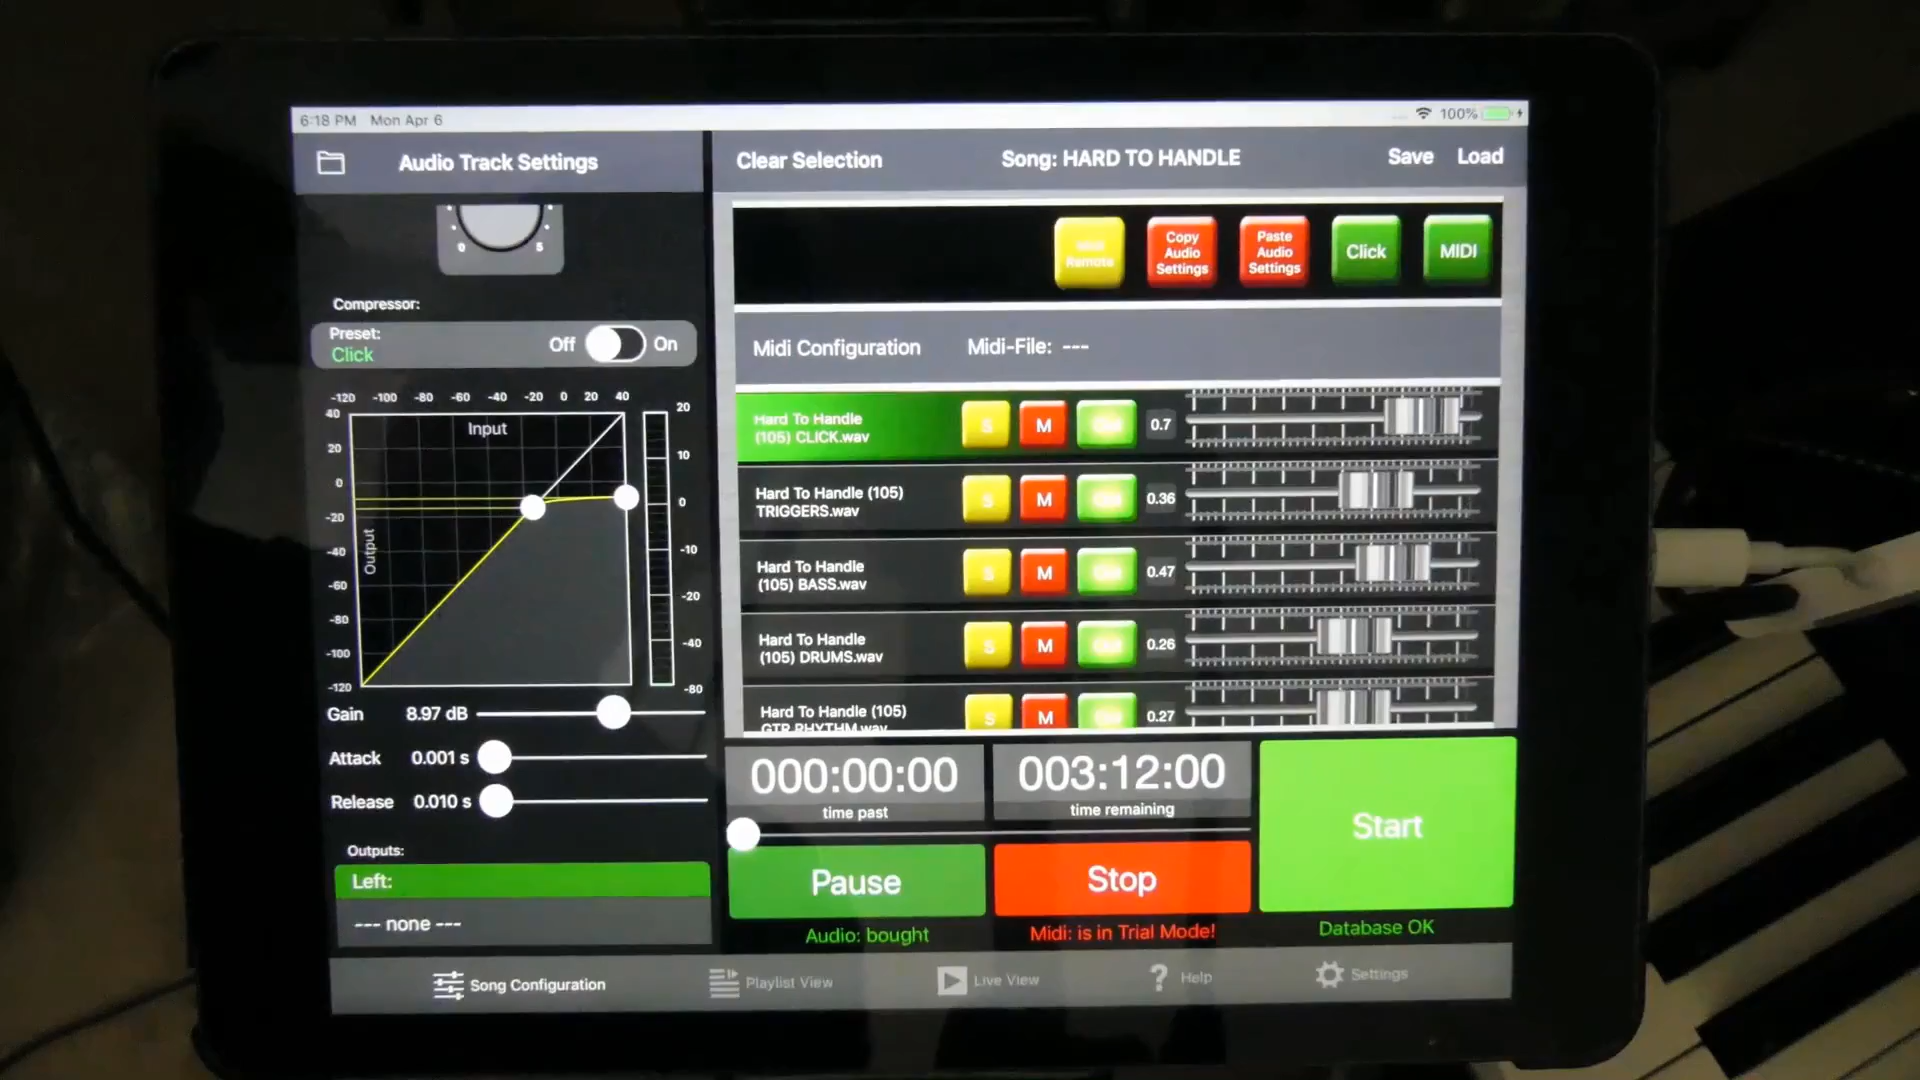 6:18 PM Mon Apr 6
100%
Audio Track Settings
Clear Selection
Song: HARD TO HANDLE
Save
Load
0 5
Remote
Copy
Audio
Settings
Paste
Audio
Settings
Click
MIDI
Compressor:
Preset:
Click
Off
On
Midi Configuration
Midi-File: ---
-120 -100 -80 -60 -40 -20 0 20 40
40
20
0
-20
-40
-60
-80
-100
-120
Input
Output
20
10
0
-10
-20
-40
-80
Hard To Handle
(105) CLICK.wav
S
M
0.7
Hard To Handle (105)
TRIGGERS.wav
S
M
0.36
Hard To Handle
(105) BASS.wav
S
M
0.47
Hard To Handle
(105) DRUMS.wav
S
M
0.26
Hard To Handle (105)
GTR RHYTHM.wav
S
M
0.27
Gain 8.97 dB
Attack 0.001 s
Release 0.010 s
Outputs:
Left:
--- none ---
000:00:00
time past
003:12:00
time remaining
Start
Pause
Stop
Audio: bought
Midi: is in Trial Mode!
Database OK
Song Configuration
Playlist View
Live View
? Help
Settings